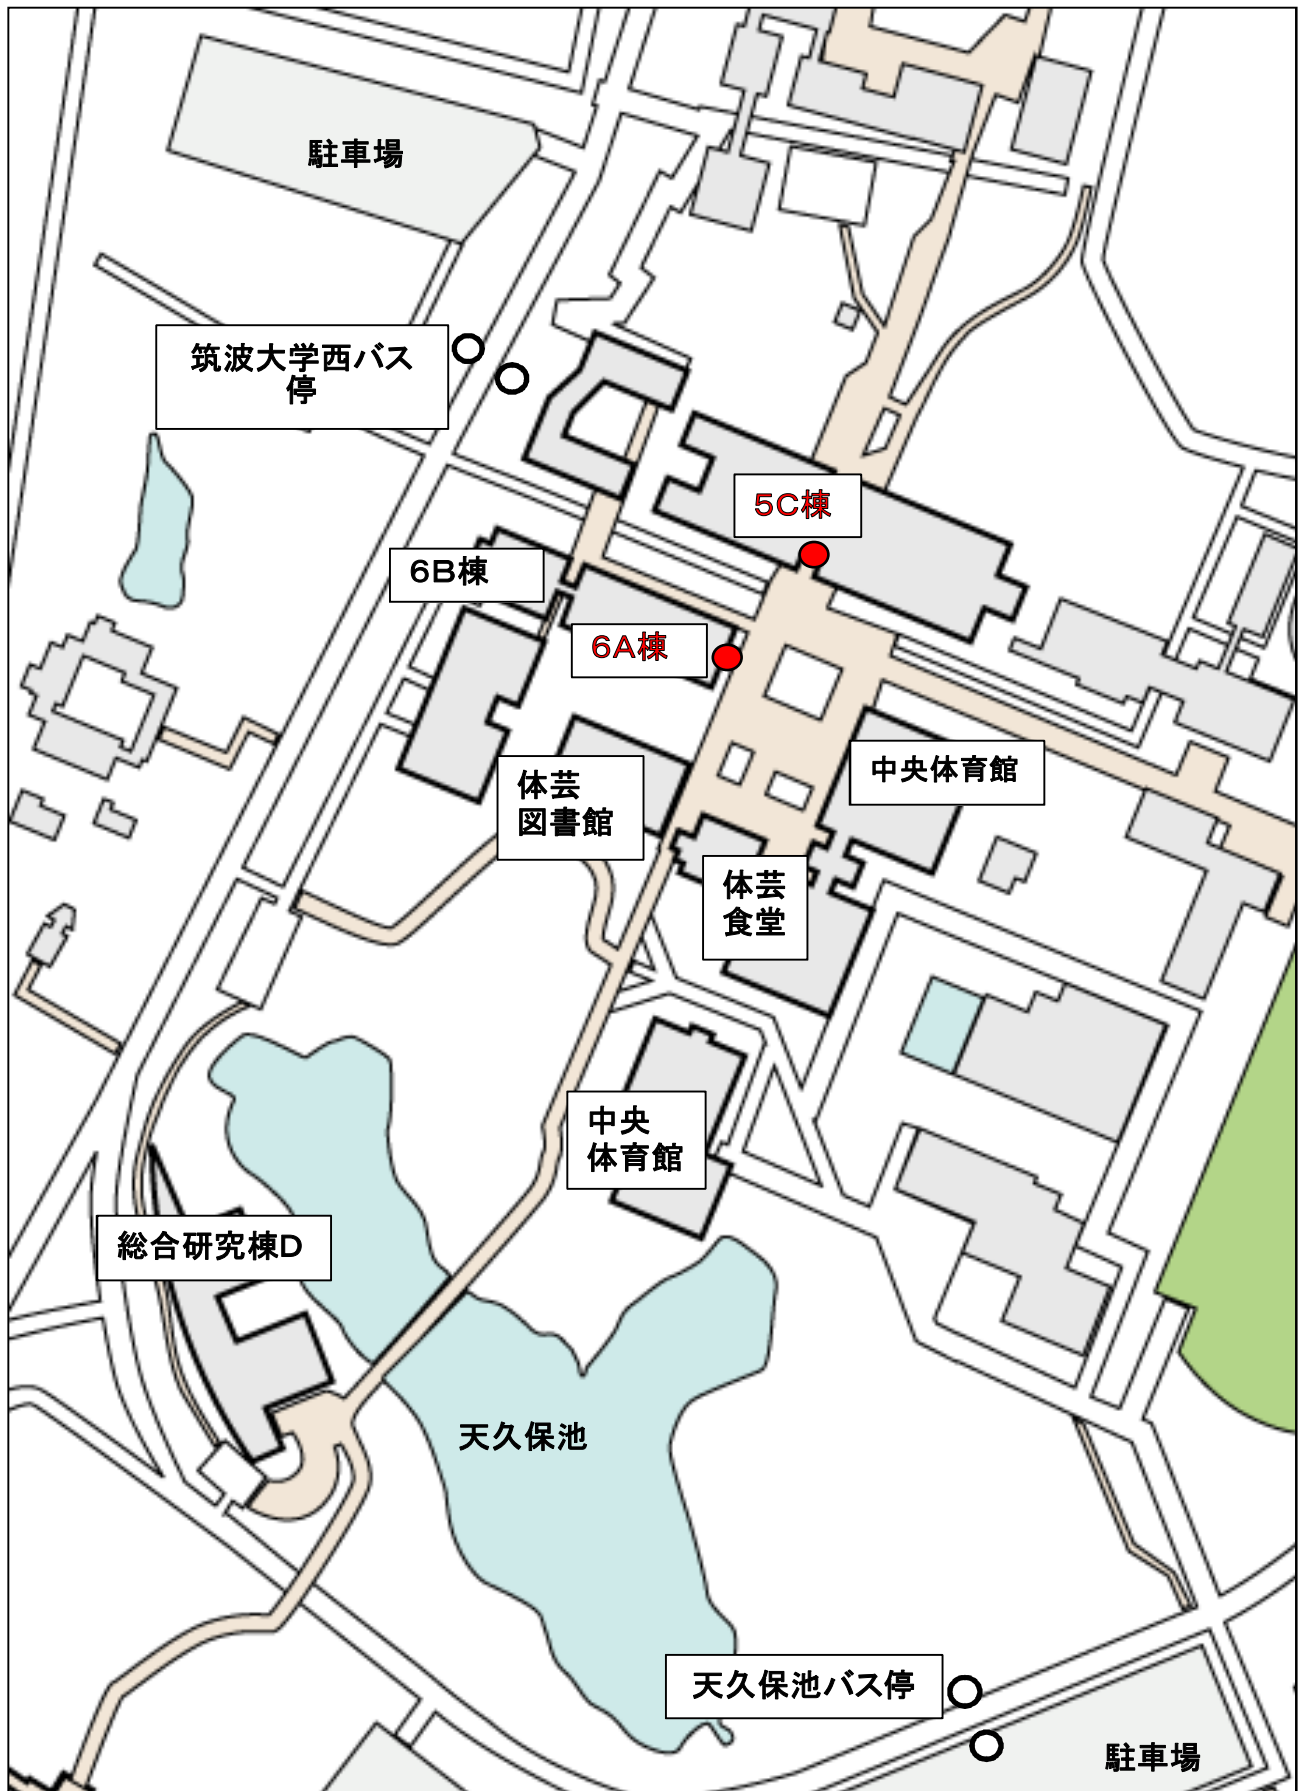 駐車場
筑波大学西バス
停
5C棟
6B棟
6A棟
中央体育館
体芸
図書館
体芸
食堂
中央
体育館
総合研究棟D
天久保池
天久保池バス停
駐車場